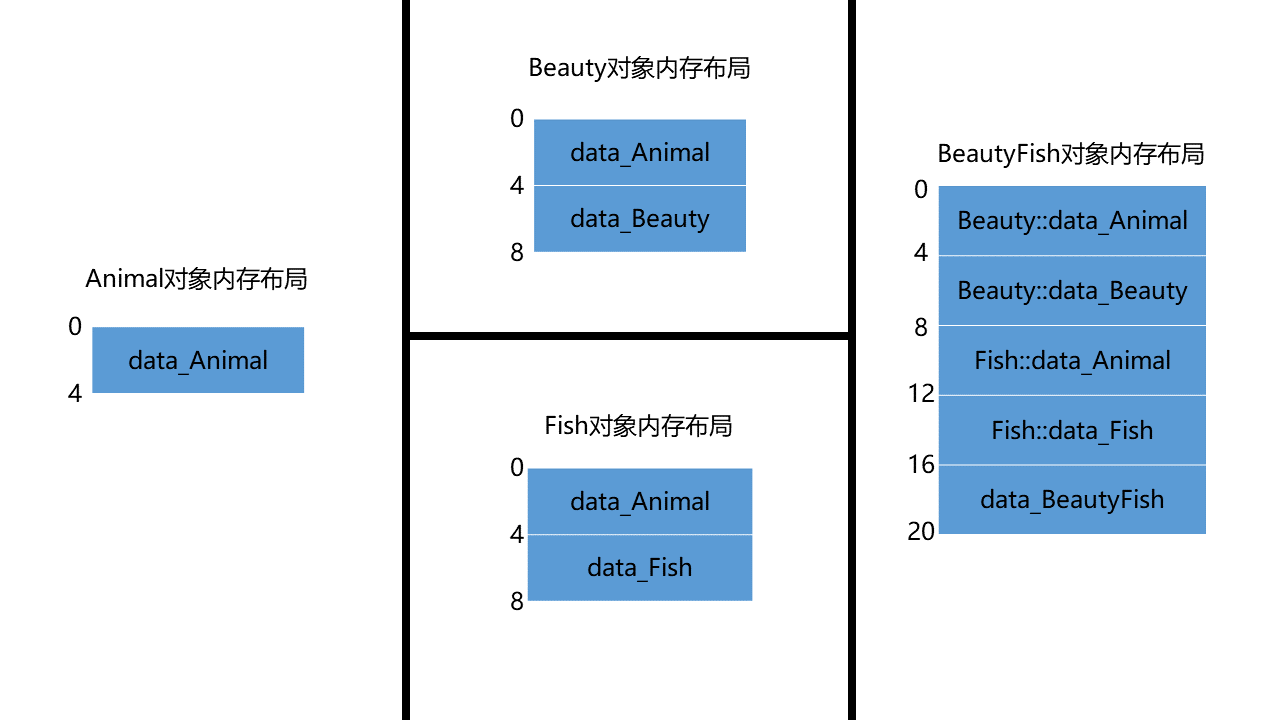 Animal对象内存布局
0
data_Animal
4
Beauty对象内存布局
0
data_Animal
4
data_Beauty
8
Fish对象内存布局
0
data_Animal
4
data_Fish
8
BeautyFish对象内存布局
0
Beauty::data_Animal
4
Beauty::data_Beauty
8
Fish::data_Animal
12
Fish::data_Fish
16
data_BeautyFish
20